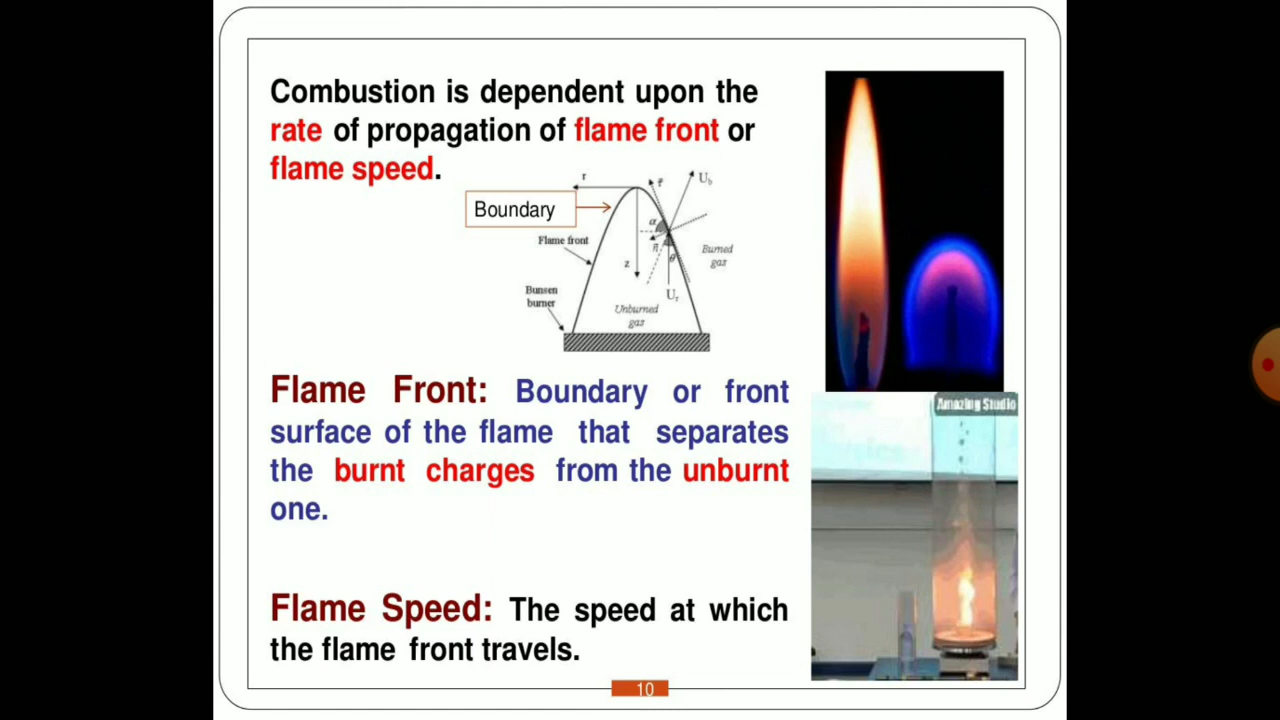 Combustion is dependent upon the
rate of propagation of flame front or
flame speed.
r
Boundary
Flame front
Bunsen
burner
z
α
θ
U_b
Burned
gas
U_r
Unburned
gas
Amazing Studio
Flame Front: Boundary or front
surface of the flame that separates
the burnt charges from the unburnt
one.
Flame Speed: The speed at which
the flame front travels.
10